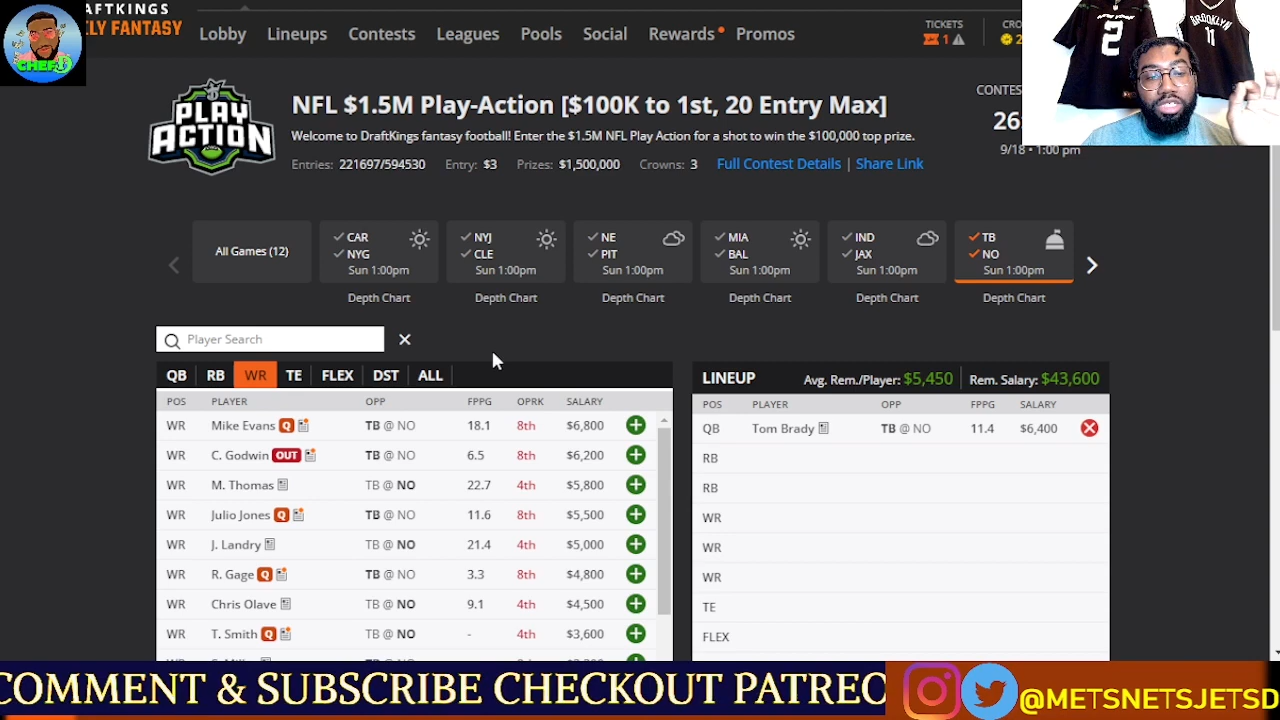 AFTKINGS
LY FANTASY
CHEF D
Lobby Lineups Contests Leagues Pools Social Rewards Promos
TICKETS
1
CRO
2
2
BROOKLYN
11
PLAY
ACTION
NFL $1.5M Play-Action [$100K to 1st, 20 Entry Max]
Welcome to DraftKings fantasy football! Enter the $1.5M NFL Play Action for a shot to win the $100,000 top prize.
Entries: 221697/594530 Entry: $3 Prizes: $1,500,000 Crowns: 3 Full Contest Details | Share Link
CONTES
26
9/18 • 1:00 pm
All Games (12)
CAR
NYG
Sun 1:00pm
Depth Chart
NYJ
CLE
Sun 1:00pm
Depth Chart
NE
PIT
Sun 1:00pm
Depth Chart
MIA
BAL
Sun 1:00pm
Depth Chart
IND
JAX
Sun 1:00pm
Depth Chart
TB
NO
Sun 1:00pm
Depth Chart
Player Search
QB RB WR TE FLEX DST ALL
POS PLAYER OPP FPPG OPRK SALARY
WR Mike Evans Q TB @ NO 18.1 8th $6,800
WR C. Godwin OUT TB @ NO 6.5 8th $6,200
WR M. Thomas TB @ NO 22.7 4th $5,800
WR Julio Jones Q TB @ NO 11.6 8th $5,500
WR J. Landry TB @ NO 21.4 4th $5,000
WR R. Gage Q TB @ NO 3.3 8th $4,800
WR Chris Olave TB @ NO 9.1 4th $4,500
WR T. Smith Q TB @ NO - 4th $3,600
LINEUP Avg. Rem./Player: $5,450 Rem. Salary: $43,600
POS PLAYER OPP FPPG SALARY
QB Tom Brady TB @ NO 11.4 $6,400
RB
RB
WR
WR
WR
TE
FLEX
COMMENT & SUBSCRIBE CHECKOUT PATREO
@METSNETSJETSD